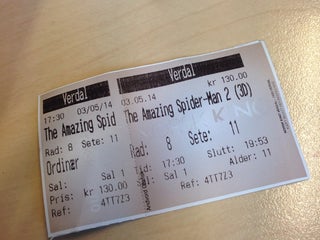 Verdal
17:30 03/05/14
The Amazing Spid
Rad: 8 Sete: 11
Ordinær
Sal: Sal 1
Pris: kr 130.00
Ref: 4TT7Z3
Verdal
03.05.14 kr 130.00
The Amazing Spider-Man 2 (3D)
Rad: 8 Sete: 11
Tid: 17:30 Slutt: 19:53
Sal: Sal 1 Alder: 11
Ref: 4TT7Z3